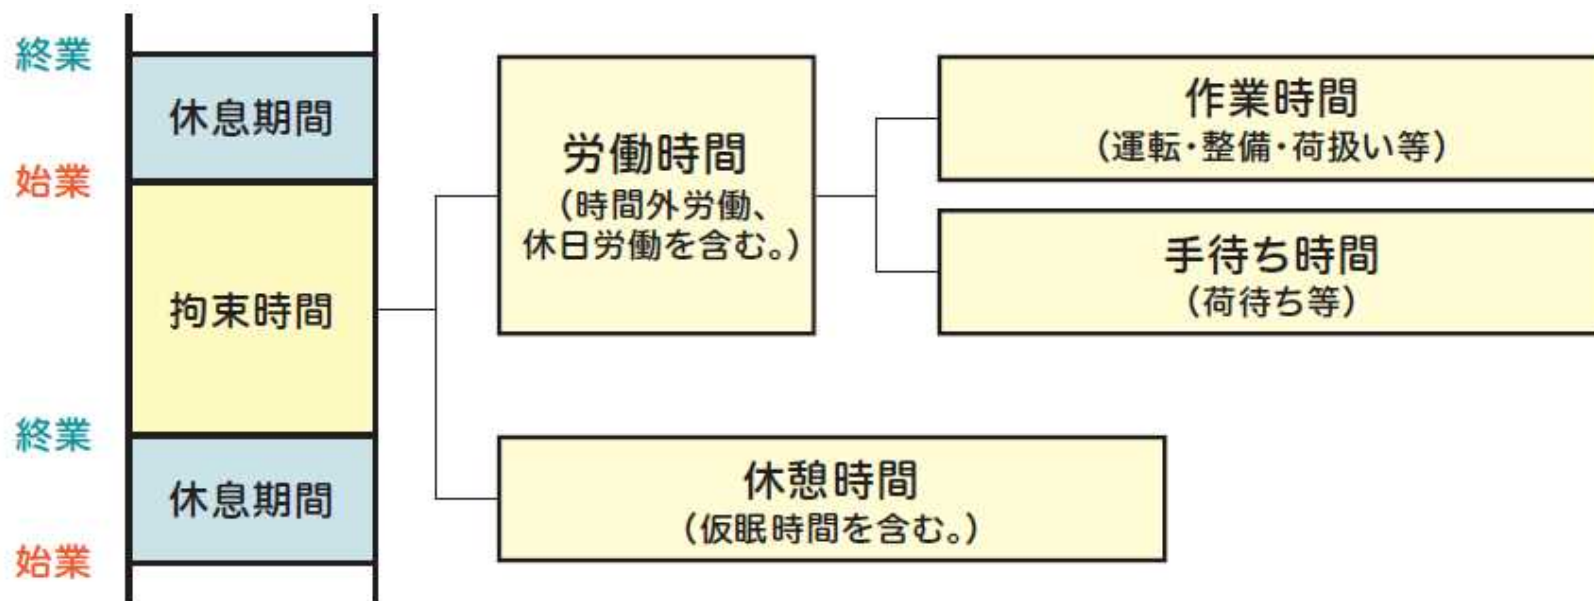 終業
休息期間
始業
拘束時間
終業
休息期間
始業
労働時間
（時間外労働、
休日労働を含む。）
作業時間
（運転・整備・荷扱い等）
手待ち時間
（荷待ち等）
休憩時間
（仮眠時間を含む。）